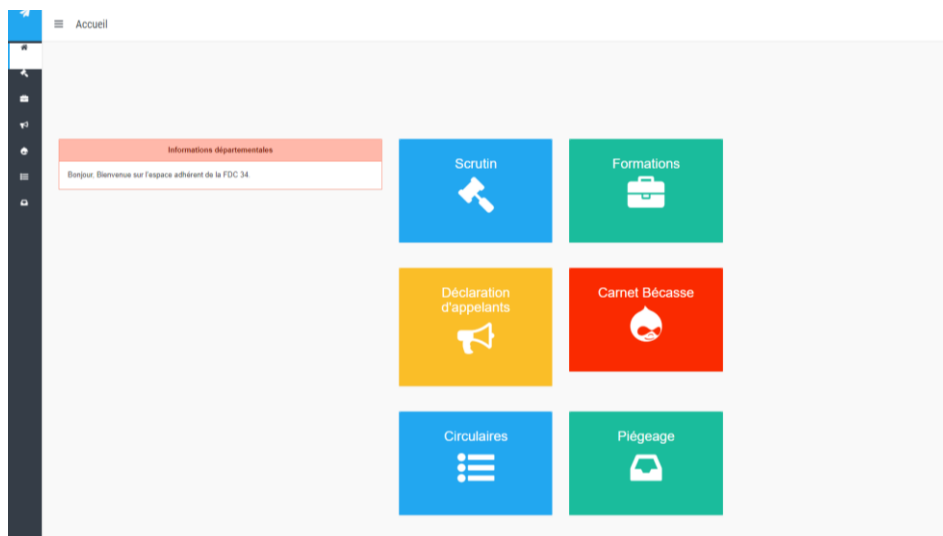 Accueil
Informations départementales
Bonjour, Bienvenue sur l'espace adhérent de la FDC 34.
Scrutin
Formations
Déclaration
d'appelants
Carnet Bécasse
Circulaires
Piégeage